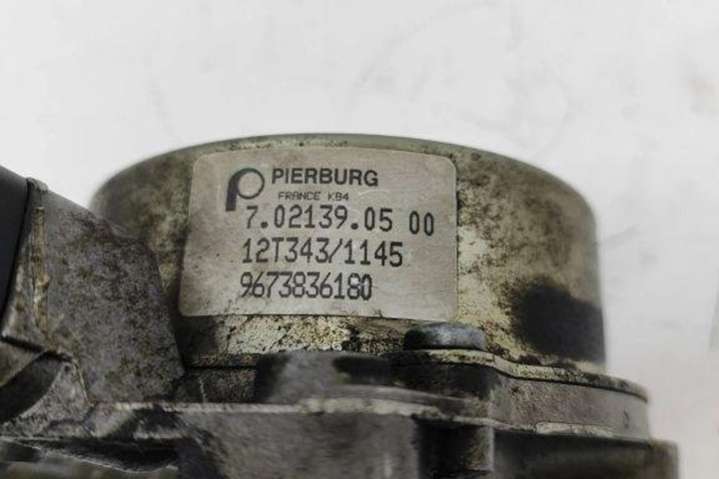 PIERBURG
FRANCE KB4
7.02139.05 00
12T343/1145
9673836180